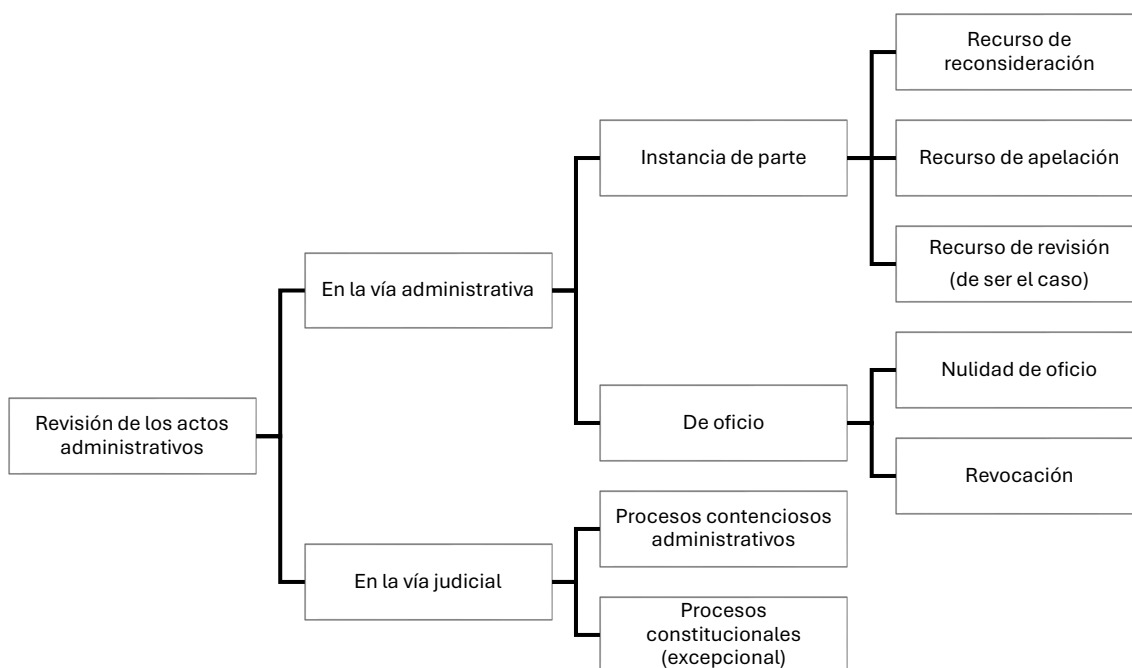 Revisión de los actos
administrativos
En la vía administrativa
Instancia de parte
Recurso de
reconsideración
Recurso de apelación
Recurso de revisión
(de ser el caso)
De oficio
Nulidad de oficio
Revocación
En la vía judicial
Procesos contenciosos
administrativos
Procesos
constitucionales
(excepcional)